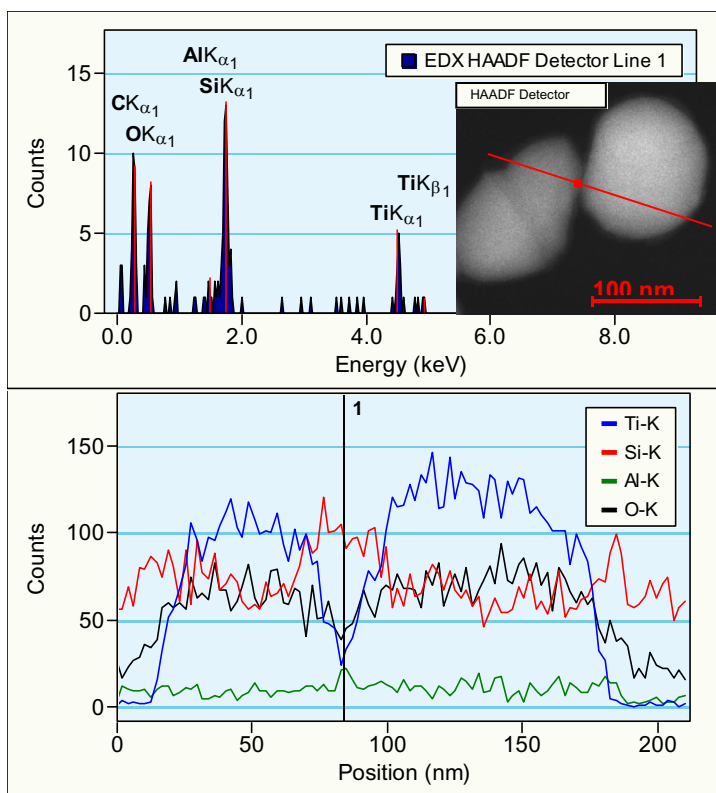 AlKα1
EDX HAADF Detector Line 1
15
SiKα1
HAADF Detector
CKα1
OKα1
10
Counts
TiKβ1
5
TiKα1
100 nm
0
0.0 2.0 4.0 6.0 8.0
Energy (keV)
1
Ti-K
150
Si-K
Al-K
O-K
100
Counts
50
0
0 50 100 150 200
Position (nm)